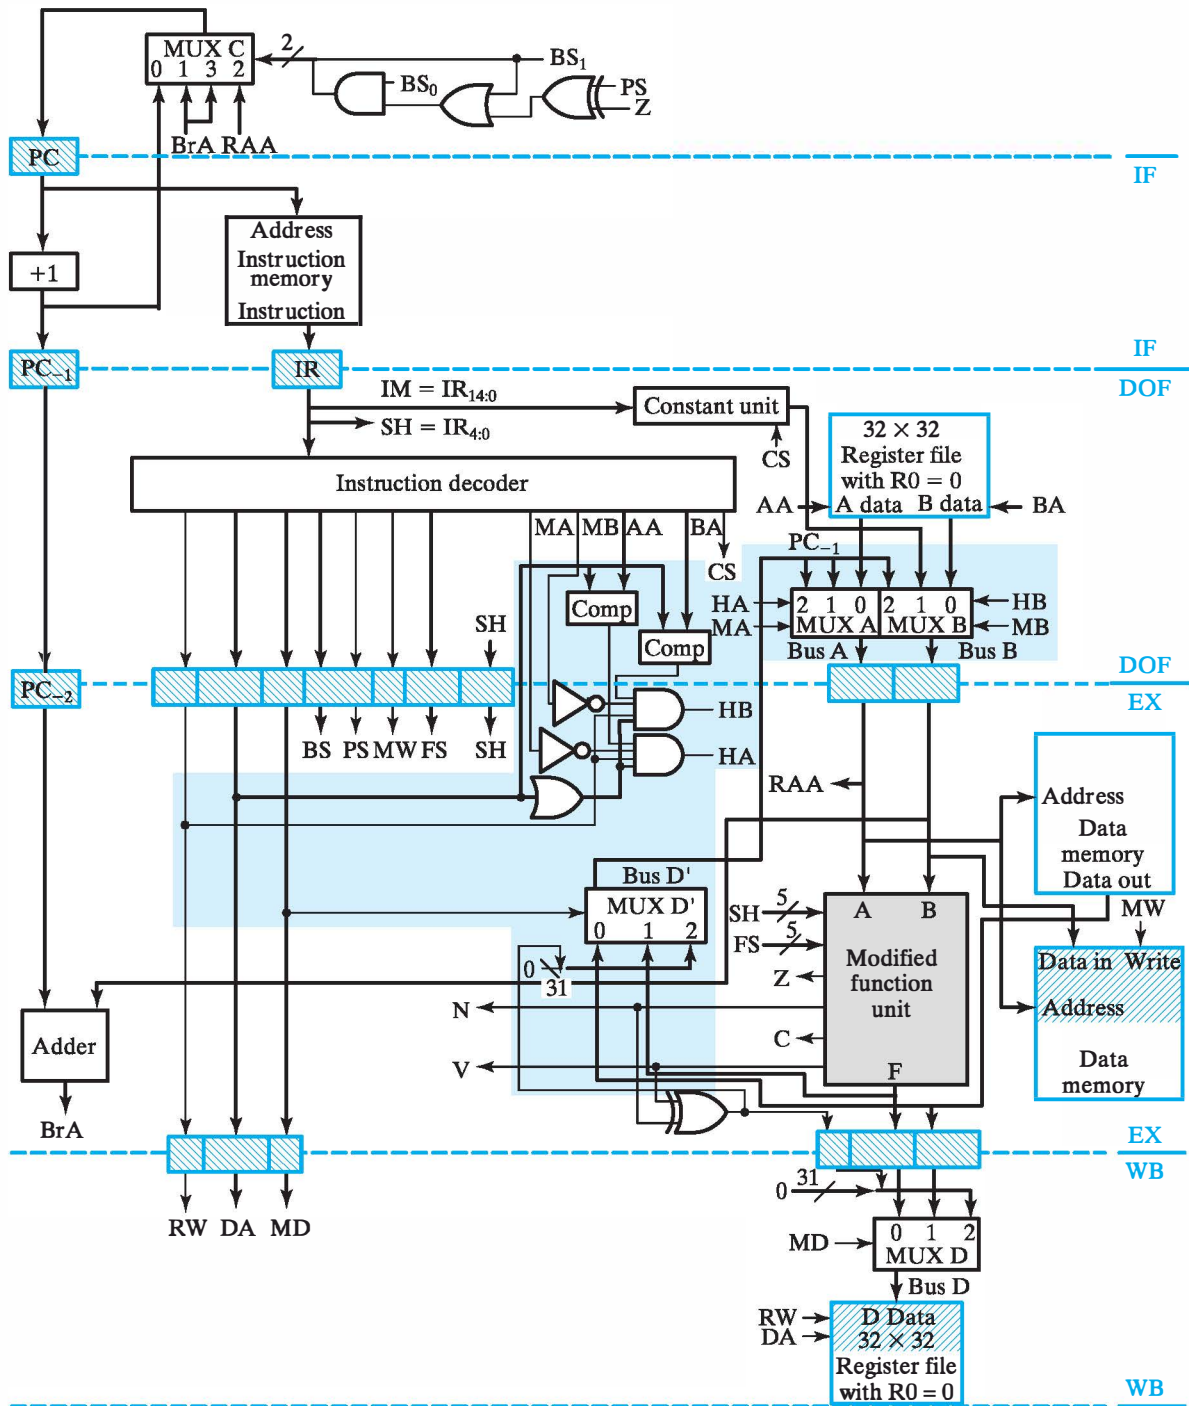 MUX C
0 1 3 2
2
BS₁
BS₀
PS
Z
BrA RAA
PC
IF
Address
Instruction
memory
Instruction
+1
PC₋₁
IR
IF
DOF
IM = IR₁₄:₀
SH = IR₄:₀
Constant unit
CS
32 × 32
Register file
with R0 = 0
A data B data
AA
BA
Instruction decoder
MA MB AA BA
CS
PC₋₁
Comp
Comp
HA
MA
2 1 0 2 1 0
MUX A MUX B
HB
MB
Bus A
Bus B
SH
PC₋₂
DOF
EX
HB
HA
BS PS MW FS SH
RAA
Address
Data
memory
Data out
MW
Bus D'
MUX D'
0 1 2
0
31
SH
5
FS
5
A B
Modified
function
unit
F
Z
N
C
V
Data in Write
Address
Data
memory
Adder
BrA
EX
WB
RW DA MD
0
31
MD
0 1 2
MUX D
Bus D
RW
DA
D Data
32 × 32
Register file
with R0 = 0
WB